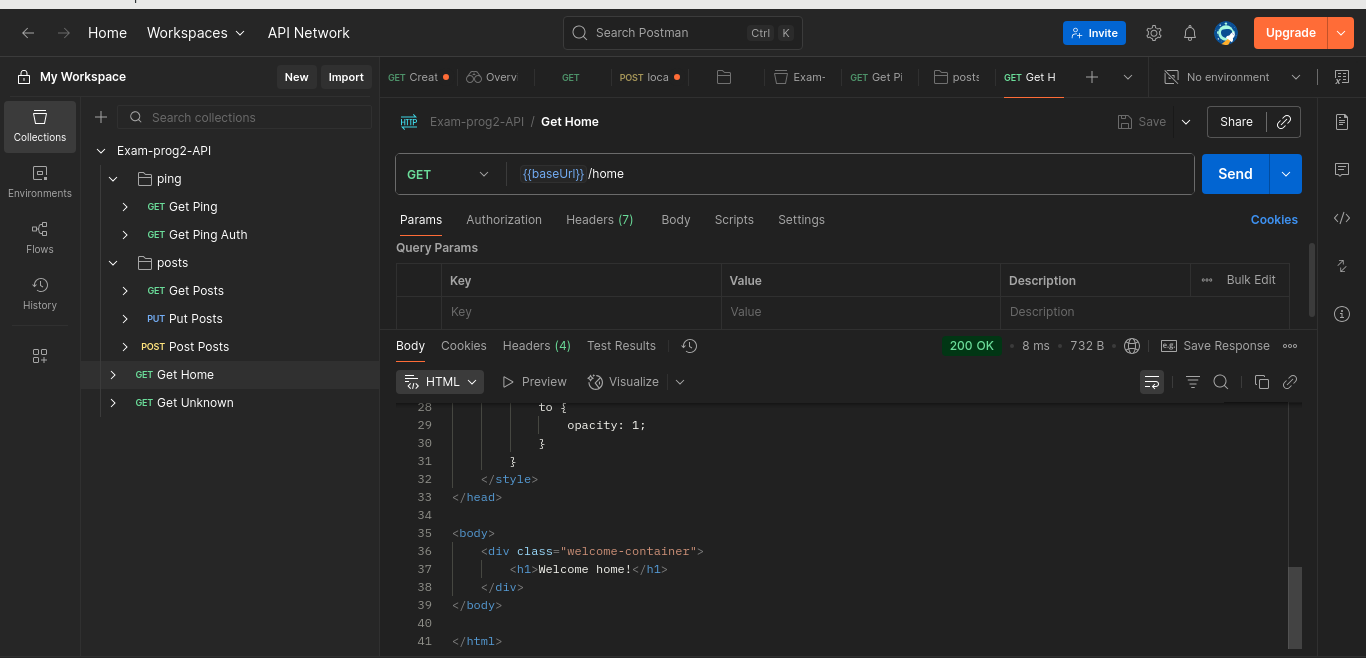 Home Workspaces API Network Search Postman Ctrl K Invite Upgrade
My Workspace New Import GET Creat Overvi GET POST loca Exam- GET Get Pi posts GET Get H No environment
Collections
Environments
Flows
History
Search collections
Exam-prog2-API
ping
GET Get Ping
GET Get Ping Auth
posts
GET Get Posts
PUT Put Posts
POST Post Posts
GET Get Home
GET Get Unknown
HTTP Exam-prog2-API / Get Home Save Share
GET {{baseUrl}} /home Send
Params Authorization Headers (7) Body Scripts Settings Cookies
Query Params
Key Value Description Bulk Edit
Key Value Description
Body Cookies Headers (4) Test Results 200 OK 8 ms 732 B e.g. Save Response
HTML Preview Visualize
28 to {
29 opacity: 1;
30 }
31 }
32 </style>
33 </head>
34
35 <body>
36 <div class="welcome-container">
37 <h1>Welcome home!</h1>
38 </div>
39 </body>
40
41 </html>